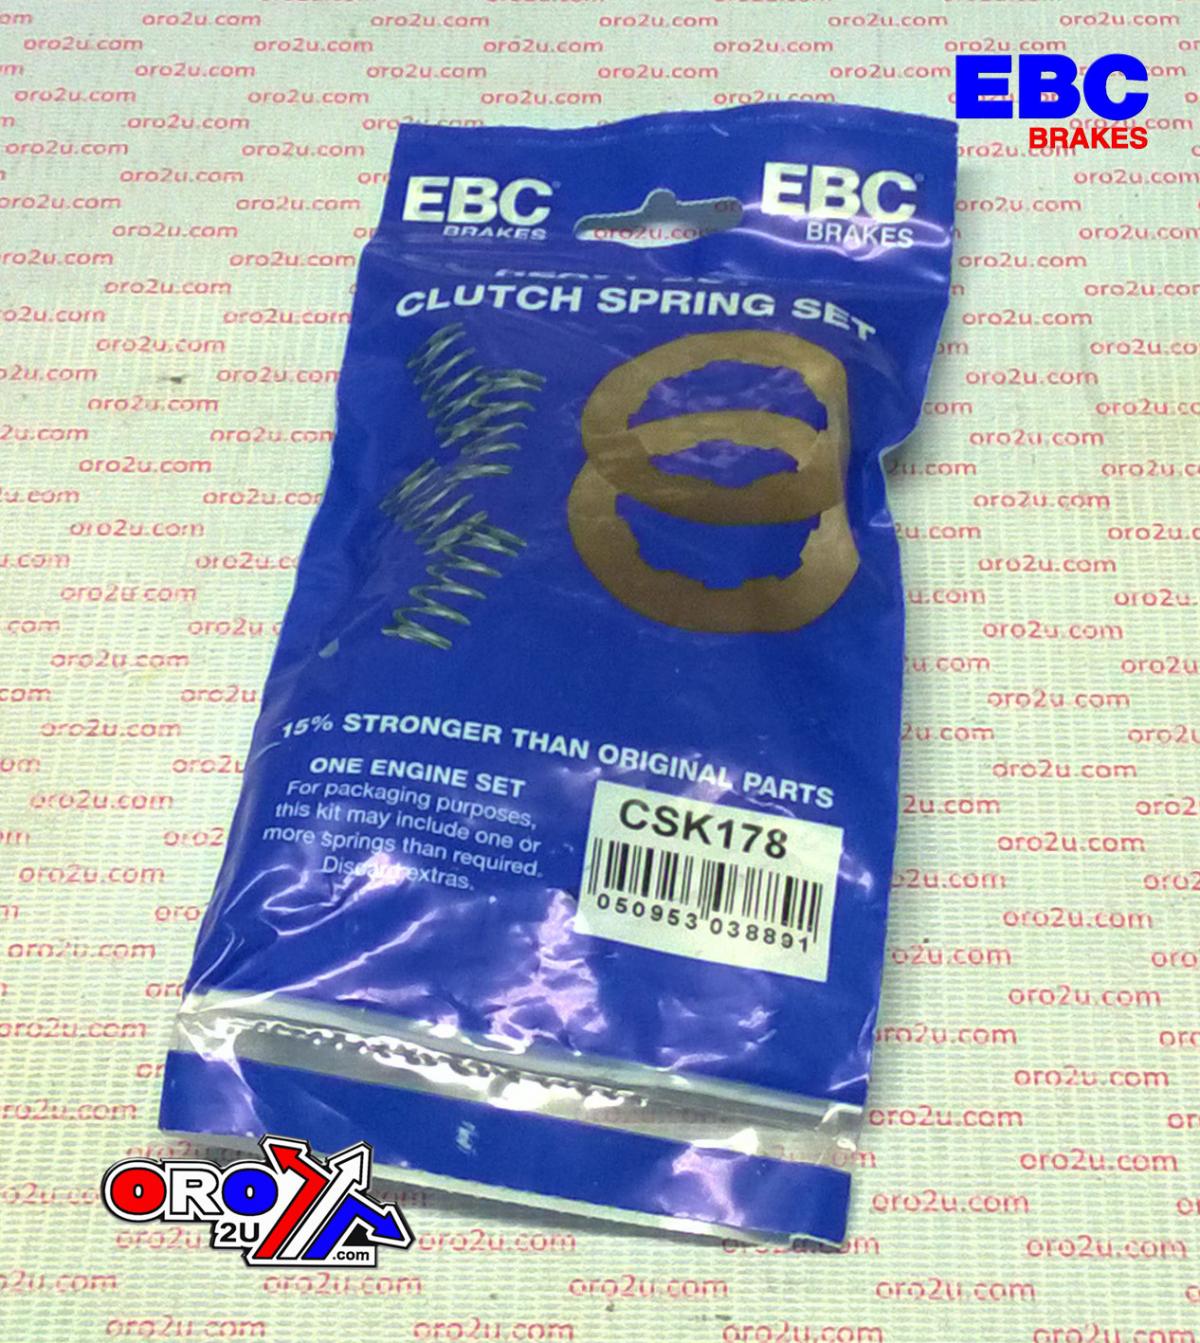 EBC
BRAKES
EBC
BRAKES
EBC
BRAKES
CLUTCH SPRING SET
15% STRONGER THAN ORIGINAL PARTS
ONE ENGINE SET
For packaging purposes,
this kit may include one or
more springs than required.
Discard extras.
CSK178
050953 038891
ORO
2U
.com
oro2u.com